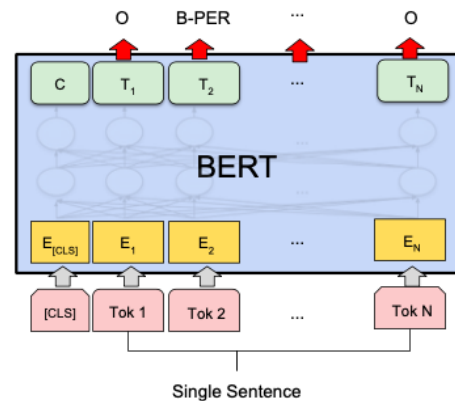 O B-PER ... O
C T1 T2 ... TN
...
BERT
...
E[CLS] E1 E2 ... EN
[CLS] Tok 1 Tok 2 ... Tok N
Single Sentence